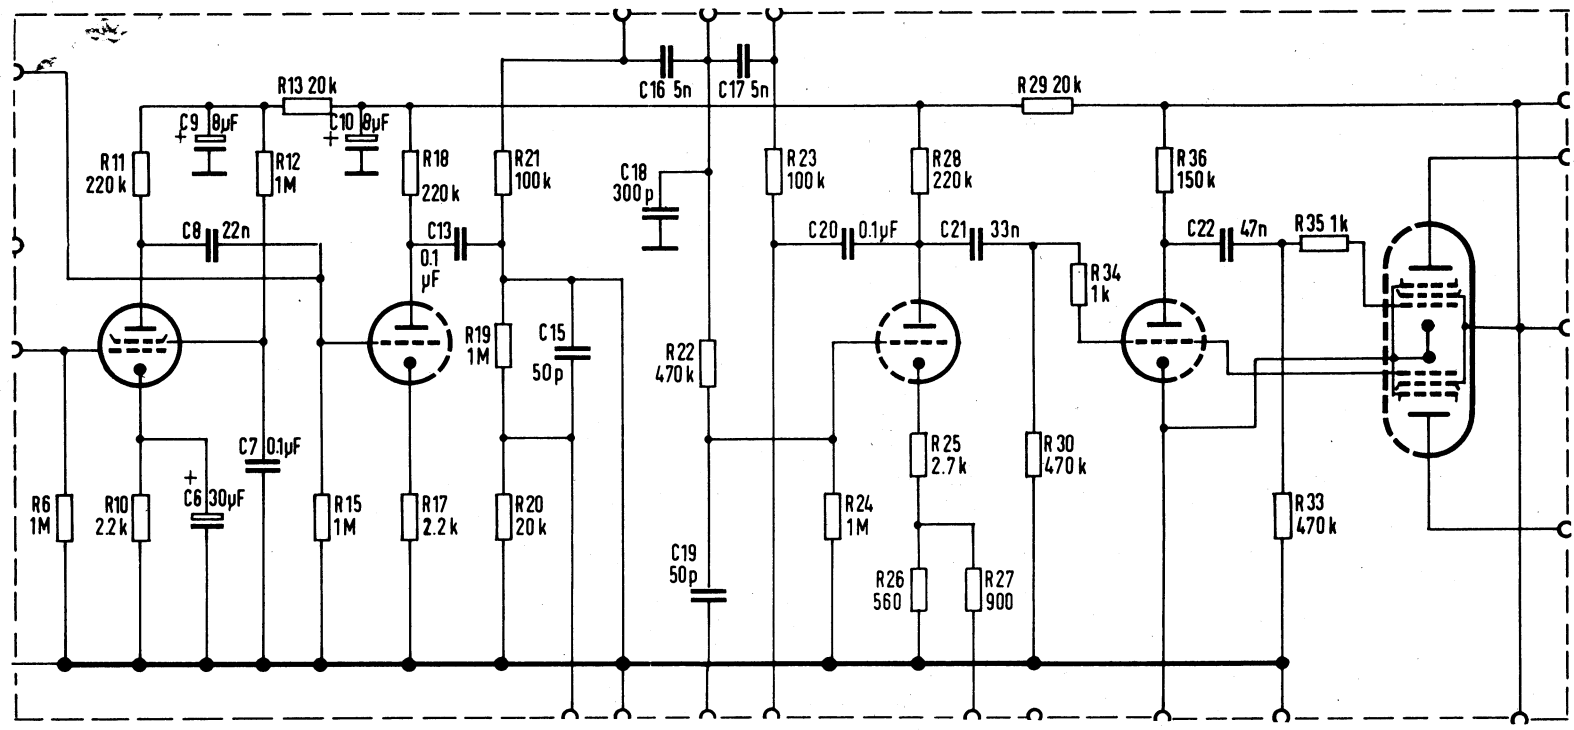 R13 20k
R29 20k
C16 5n
C17 5n
C9 8µF
+
C10 8µF
+
R11
220k
R12
1M
R18
220k
R21
100k
C18
300p
R23
100k
R28
220k
R36
150k
C8 22n
C13
0.1
µF
C20 0.1µF
C21 33n
C22 47n
R35 1k
R34
1k
R19
1M
C15
50p
R22
470k
C7 0.1µF
R25
2.7k
R30
470k
+
C6 30µF
R6
1M
R10
2.2k
R15
1M
R17
2.2k
R20
20k
R24
1M
R33
470k
C19
50p
R26
560
R27
900